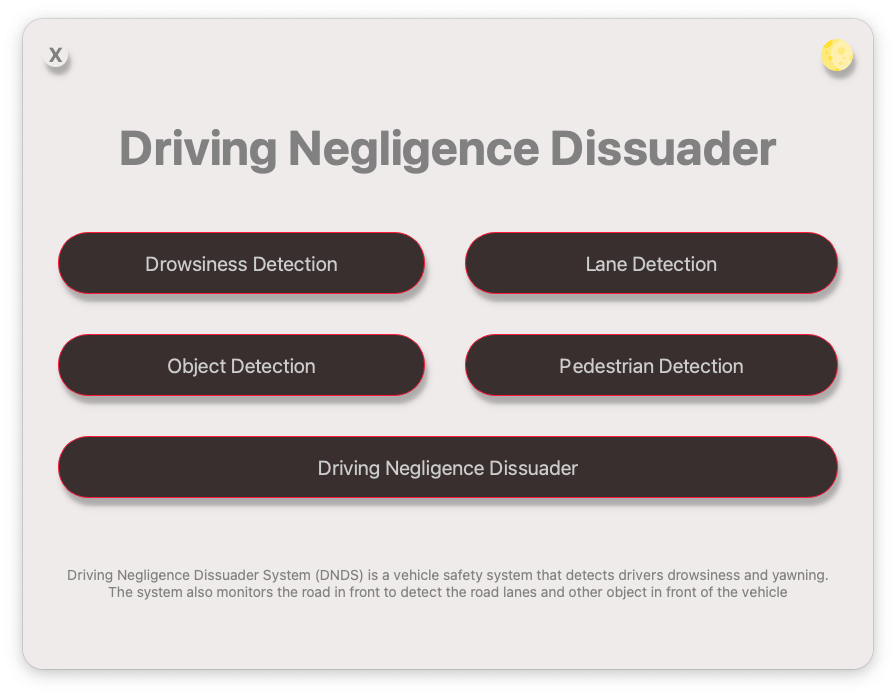 X
Driving Negligence Dissuader
Drowsiness Detection
Lane Detection
Object Detection
Pedestrian Detection
Driving Negligence Dissuader
Driving Negligence Dissuader System (DNDS) is a vehicle safety system that detects drivers drowsiness and yawning.
The system also monitors the road in front to detect the road lanes and other object in front of the vehicle